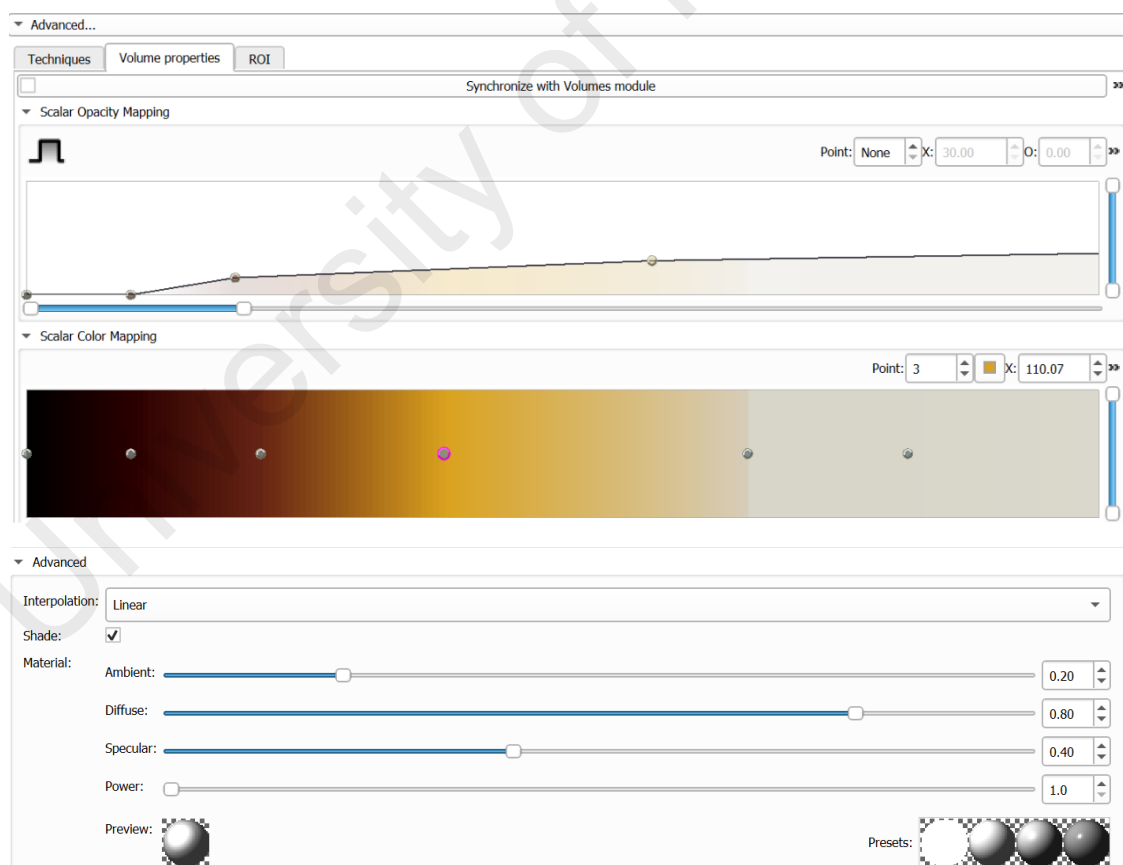 Advanced...
Techniques Volume properties ROI
Synchronize with Volumes module
Scalar Opacity Mapping
Point: None X: 30.00 O: 0.00
Scalar Color Mapping
Point: 3 X: 110.07
Advanced
Interpolation: Linear
Shade:
Material:
Ambient: 0.20
Diffuse: 0.80
Specular: 0.40
Power: 1.0
Preview: Presets:
University of